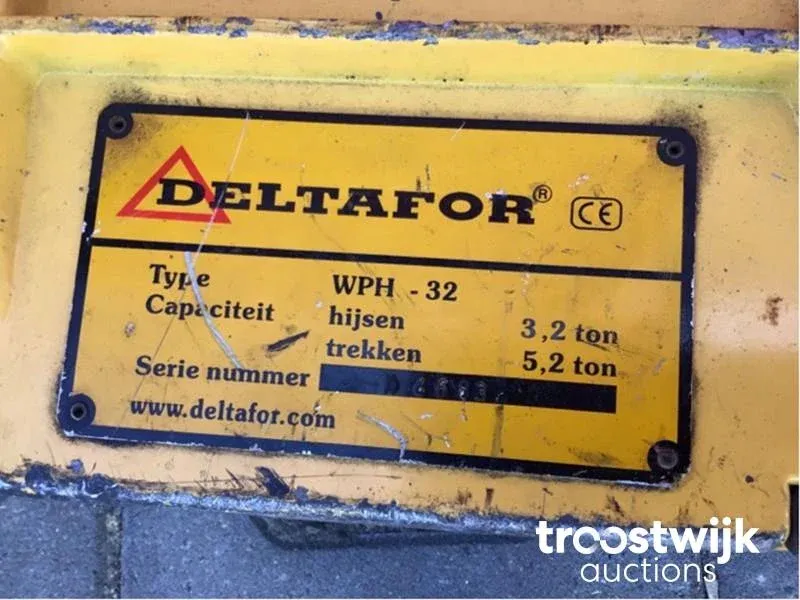 DELTAFOR® CE
Type WPH - 32
Capaciteit hijsen 3,2 ton
trekken 5,2 ton
Serie nummer
www.deltafor.com
troostwijk
auctions